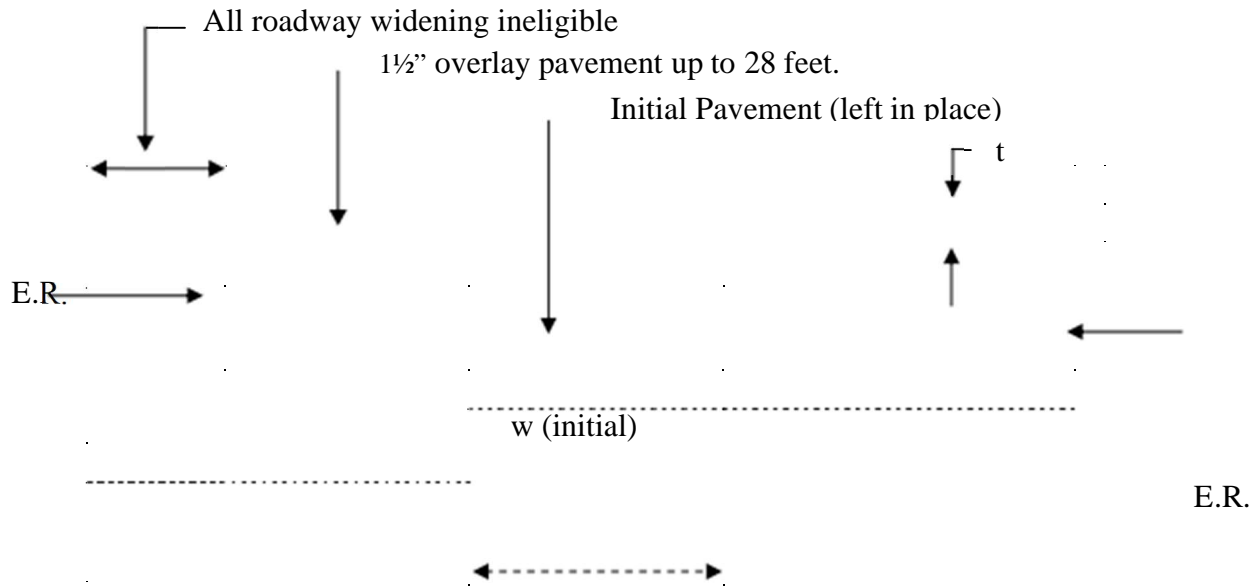 All roadway widening ineligible
1½” overlay pavement up to 28 feet.
Initial Pavement (left in place)
t
E.R.
w (initial)
E.R.